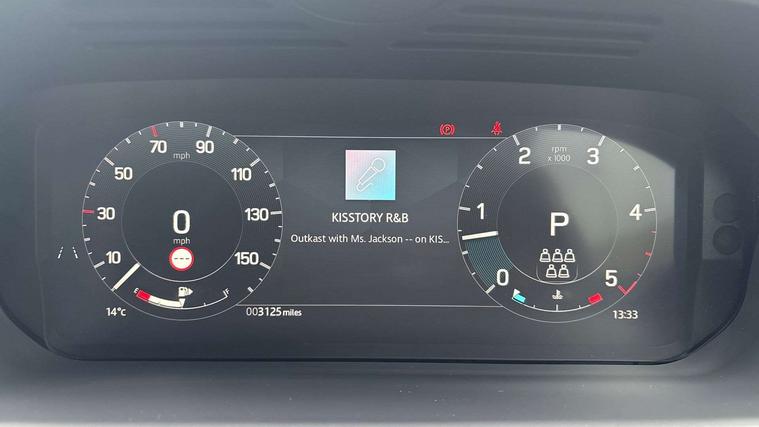 70
90
mph
50
110
30
0
130
mph
10
150
E
F
14°c
003125 miles
KISSTORY R&B
Outkast with Ms. Jackson -- on KIS...
P
2
3
rpm
x 1000
1
P
4
0
5
13:33